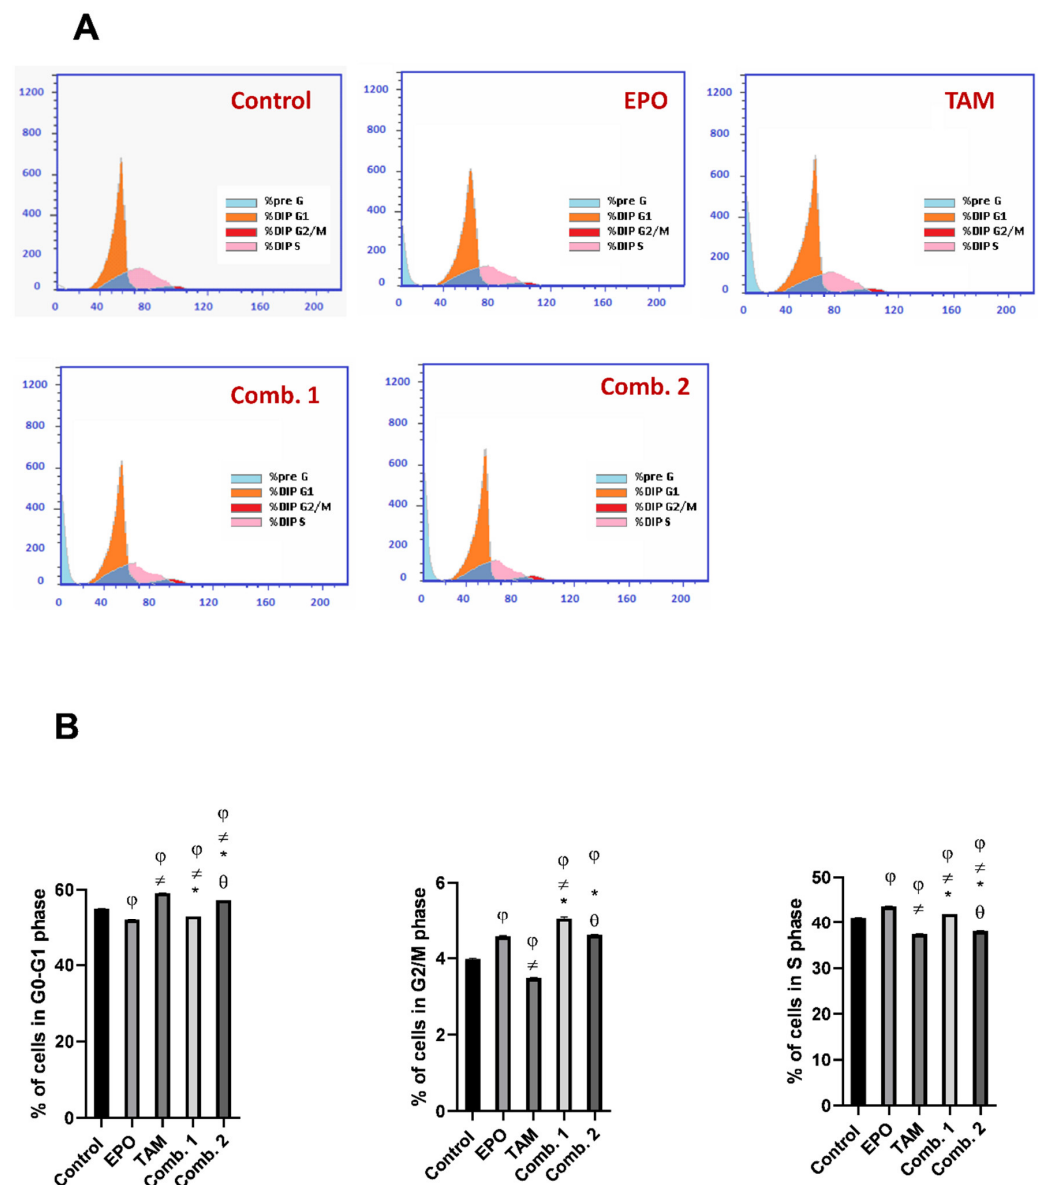 A
Control
1200
800
600
400
200
0
%pre G
%DIP G1
%DIP G2/M
%DIP S
0 40 80 120 160 200
EPO
1200
800
600
400
200
0
%pre G
%DIP G1
%DIP G2/M
%DIP S
0 40 80 120 160 200
TAM
1200
800
600
400
200
0
%pre G
%DIP G1
%DIP G2/M
%DIP S
0 40 80 120 160 200
Comb. 1
1200
800
600
400
200
0
%pre G
%DIP G1
%DIP G2/M
%DIP S
0 40 80 120 160 200
Comb. 2
1200
800
600
400
200
0
%pre G
%DIP G1
%DIP G2/M
%DIP S
0 40 80 120 160 200
B
% of cells in G0-G1 phase
60
40
20
0
φ
φ
≠
φ
≠
*
φ
≠
*
θ
Control
EPO
TAM
Comb. 1
Comb. 2
% of cells in G2/M phase
6
4
2
0
φ
φ
≠
φ
≠
*
φ
*
θ
Control
EPO
TAM
Comb. 1
Comb. 2
% of cells in S phase
50
40
30
20
10
0
φ
φ
≠
φ
≠
*
φ
≠
*
θ
Control
EPO
TAM
Comb. 1
Comb. 2